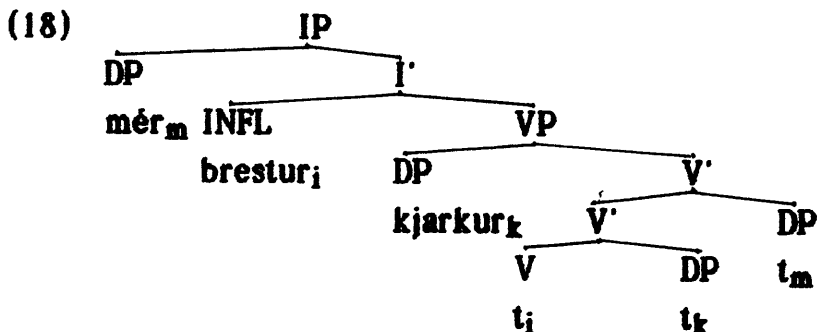 (18) IP
DP I'
mér_m INFL VP
brestur_i DP V'
kjarkur_k V' DP
V DP t_m
t_i t_k